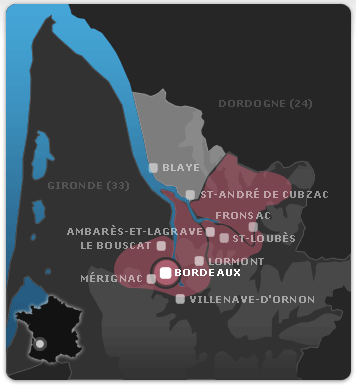 DORDOGNE (24)
BLAYE
GIRONDE (33)
ST-ANDRÉ DE CUBZAC
FRONSAC
AMBARÈS-ET-LAGRAVE
ST-LOUBÈS
LE BOUSCAT
LORMONT
BORDEAUX
MÉRIGNAC
VILLENAVE-D'ORNON